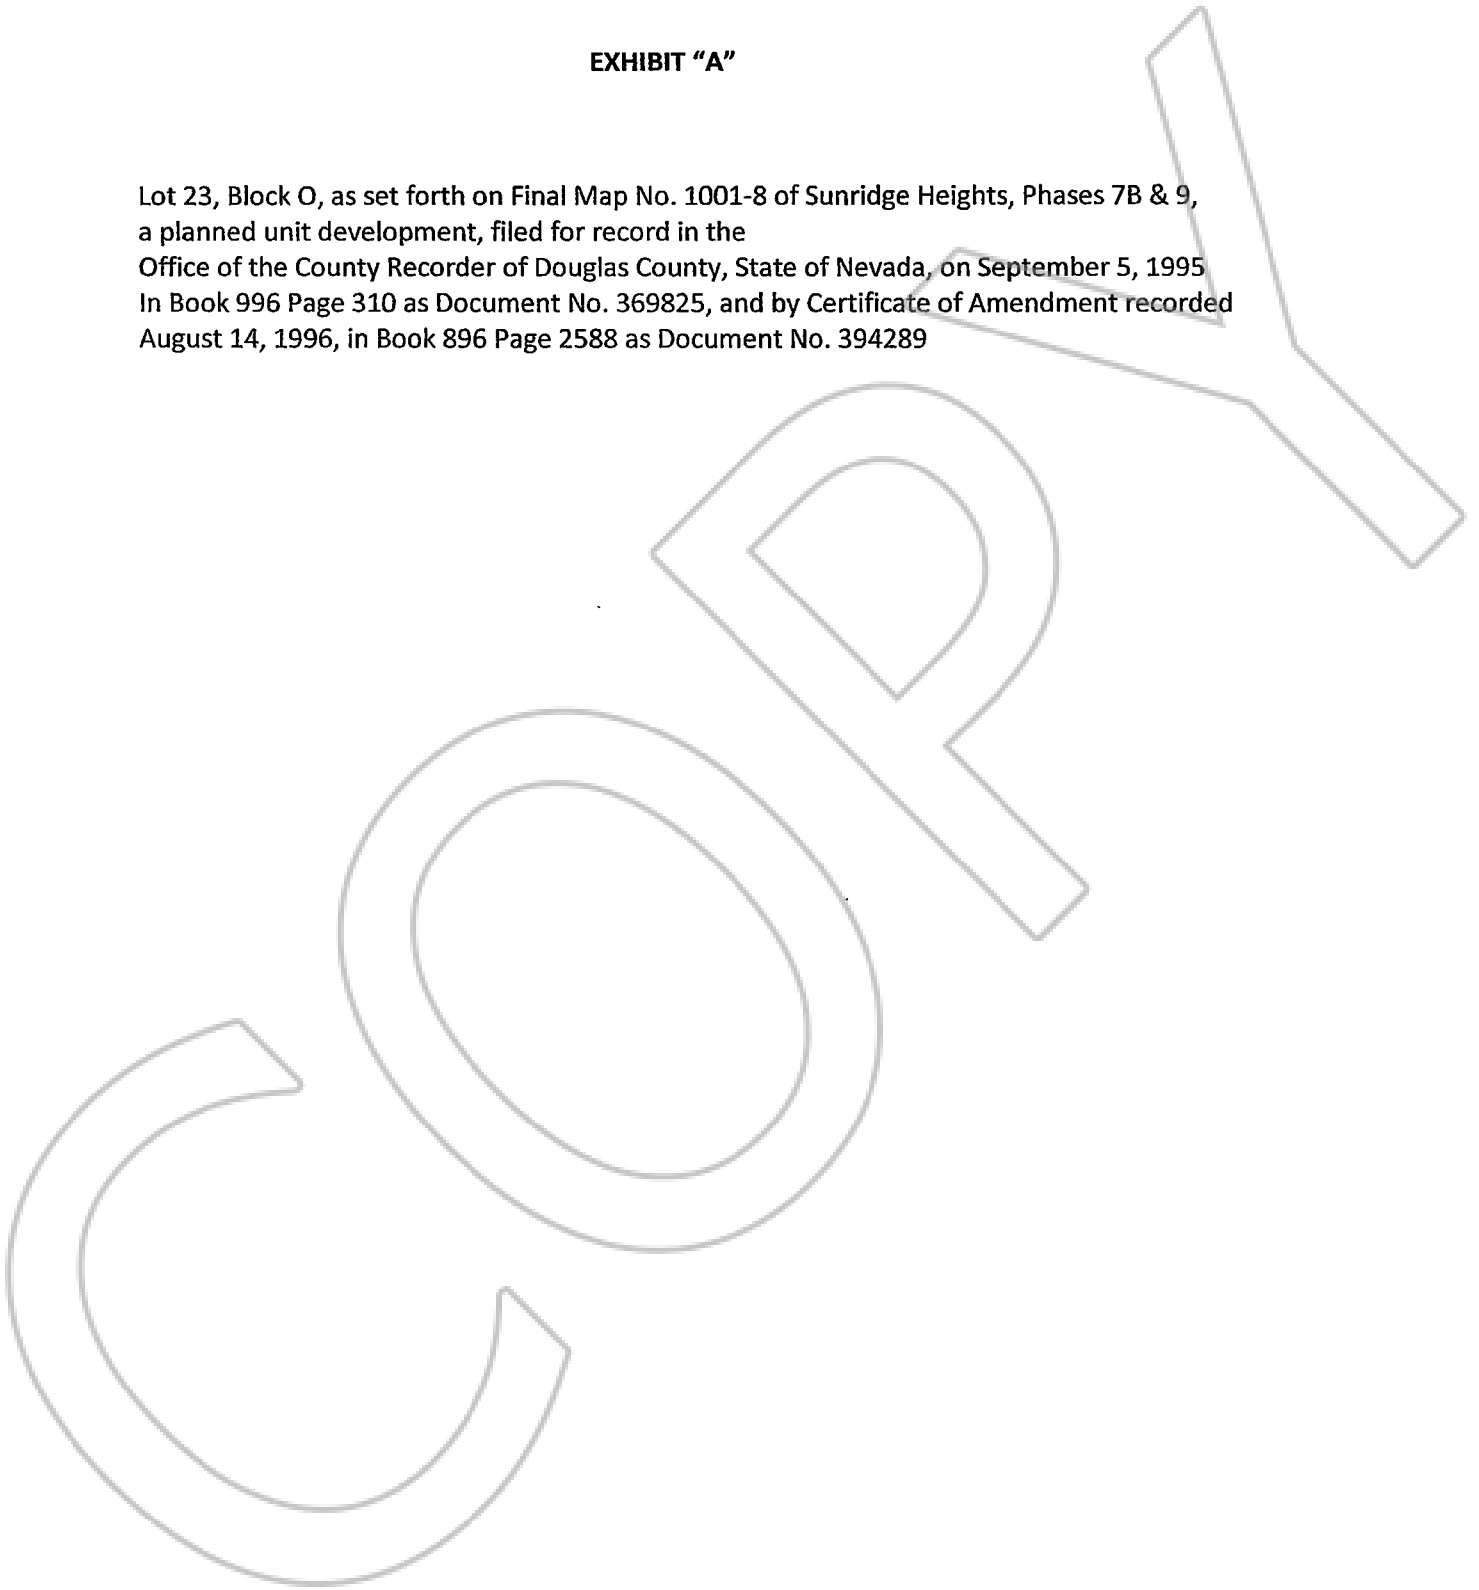 EXHIBIT “A”
Lot 23, Block O, as set forth on Final Map No. 1001-8 of Sunridge Heights, Phases 7B & 9,
a planned unit development, filed for record in the
Office of the County Recorder of Douglas County, State of Nevada, on September 5, 1995
In Book 996 Page 310 as Document No. 369825, and by Certificate of Amendment recorded
August 14, 1996, in Book 896 Page 2588 as Document No. 394289
COPY